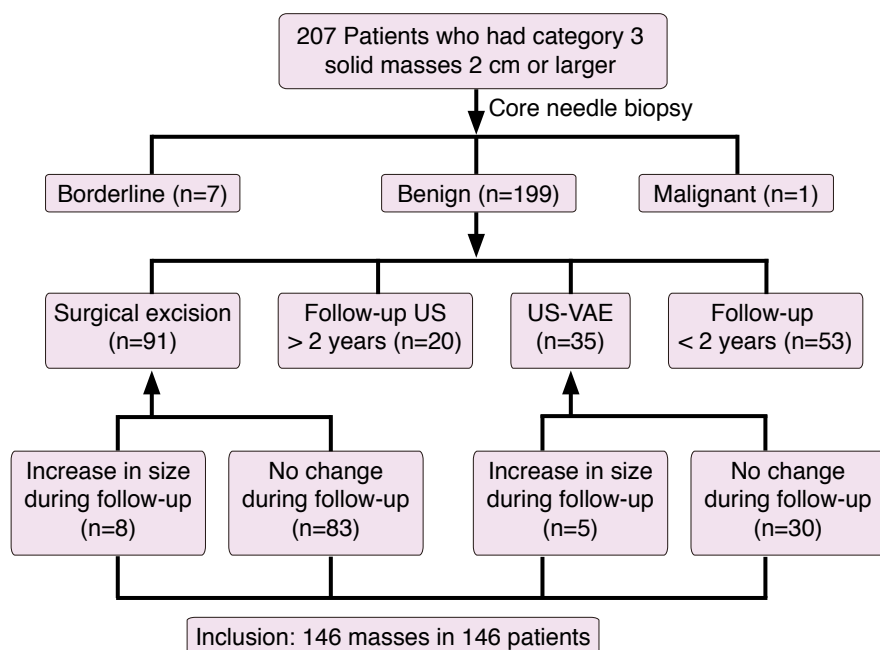 207 Patients who had category 3
solid masses 2 cm or larger
Core needle biopsy
Borderline (n=7)
Benign (n=199)
Malignant (n=1)
Surgical excision
(n=91)
Follow-up US
> 2 years (n=20)
US-VAE
(n=35)
Follow-up
< 2 years (n=53)
Increase in size
during follow-up
(n=8)
No change
during follow-up
(n=83)
Increase in size
during follow-up
(n=5)
No change
during follow-up
(n=30)
Inclusion: 146 masses in 146 patients